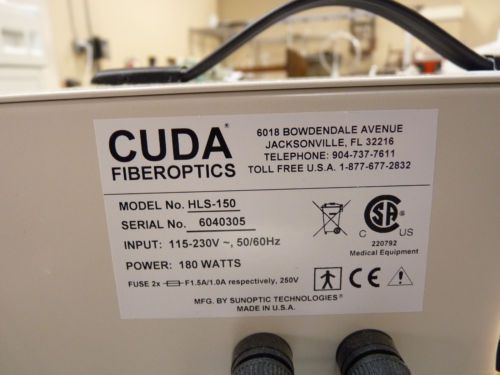 CUDA®
FIBEROPTICS
6018 BOWDENDALE AVENUE
JACKSONVILLE, FL 32216
TELEPHONE: 904-737-7611
TOLL FREE U.S.A. 1-877-677-2832
MODEL No. HLS-150
SERIAL No. 6040305
INPUT: 115-230V ~, 50/60Hz
POWER: 180 WATTS
FUSE 2x F1.5A/1.0A respectively, 250V
MFG. BY SUNOPTIC TECHNOLOGIES®
MADE IN U.S.A.
SA
C US
220792
Medical Equipment